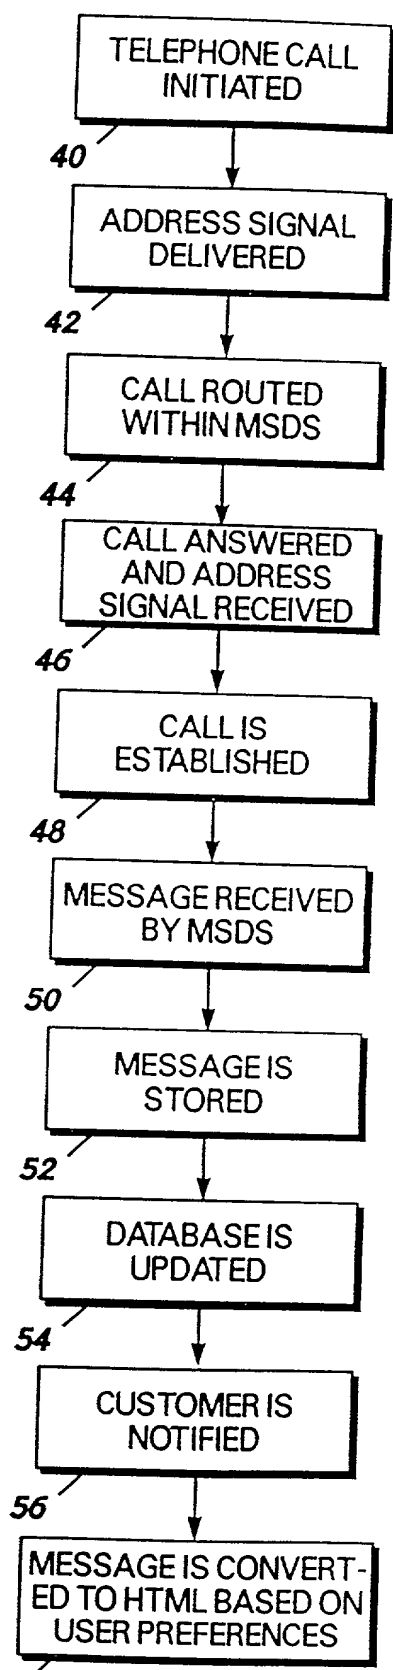 TELEPHONE CALL
INITIATED
40
ADDRESS SIGNAL
DELIVERED
42
CALL ROUTED
WITHIN MSDS
44
CALL ANSWERED
AND ADDRESS
SIGNAL RECEIVED
46
CALL IS
ESTABLISHED
48
MESSAGE RECEIVED
BY MSDS
50
MESSAGE IS
STORED
52
DATABASE IS
UPDATED
54
CUSTOMER IS
NOTIFIED
56
MESSAGE IS CONVERT-
ED TO HTML BASED ON
USER PREFERENCES